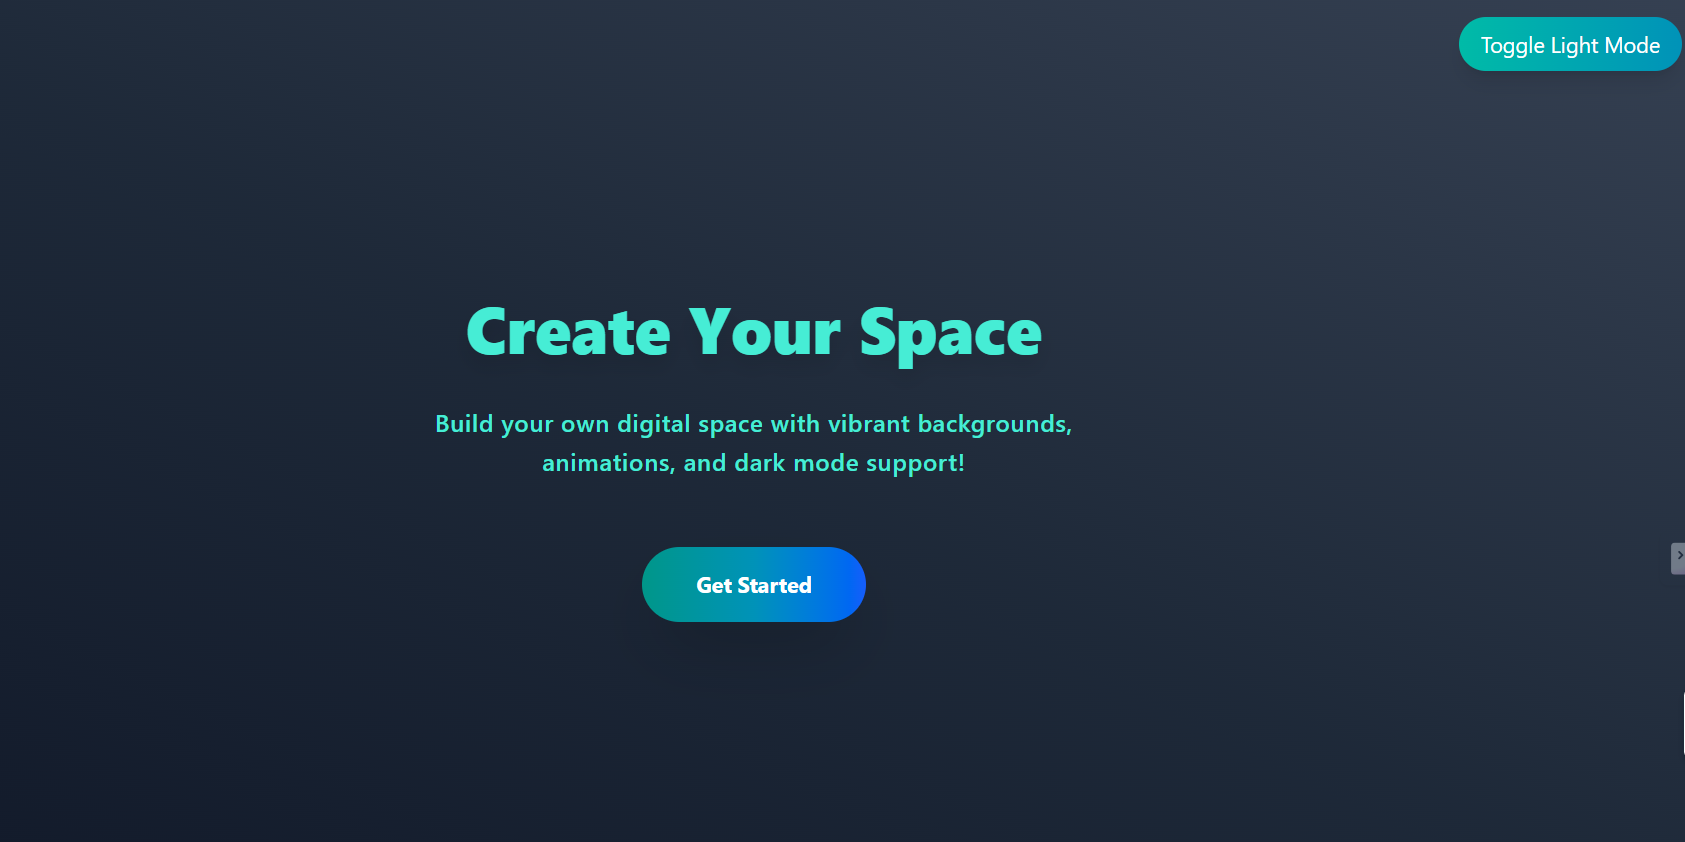 Toggle Light Mode
Create Your Space
Build your own digital space with vibrant backgrounds,
animations, and dark mode support!
Get Started